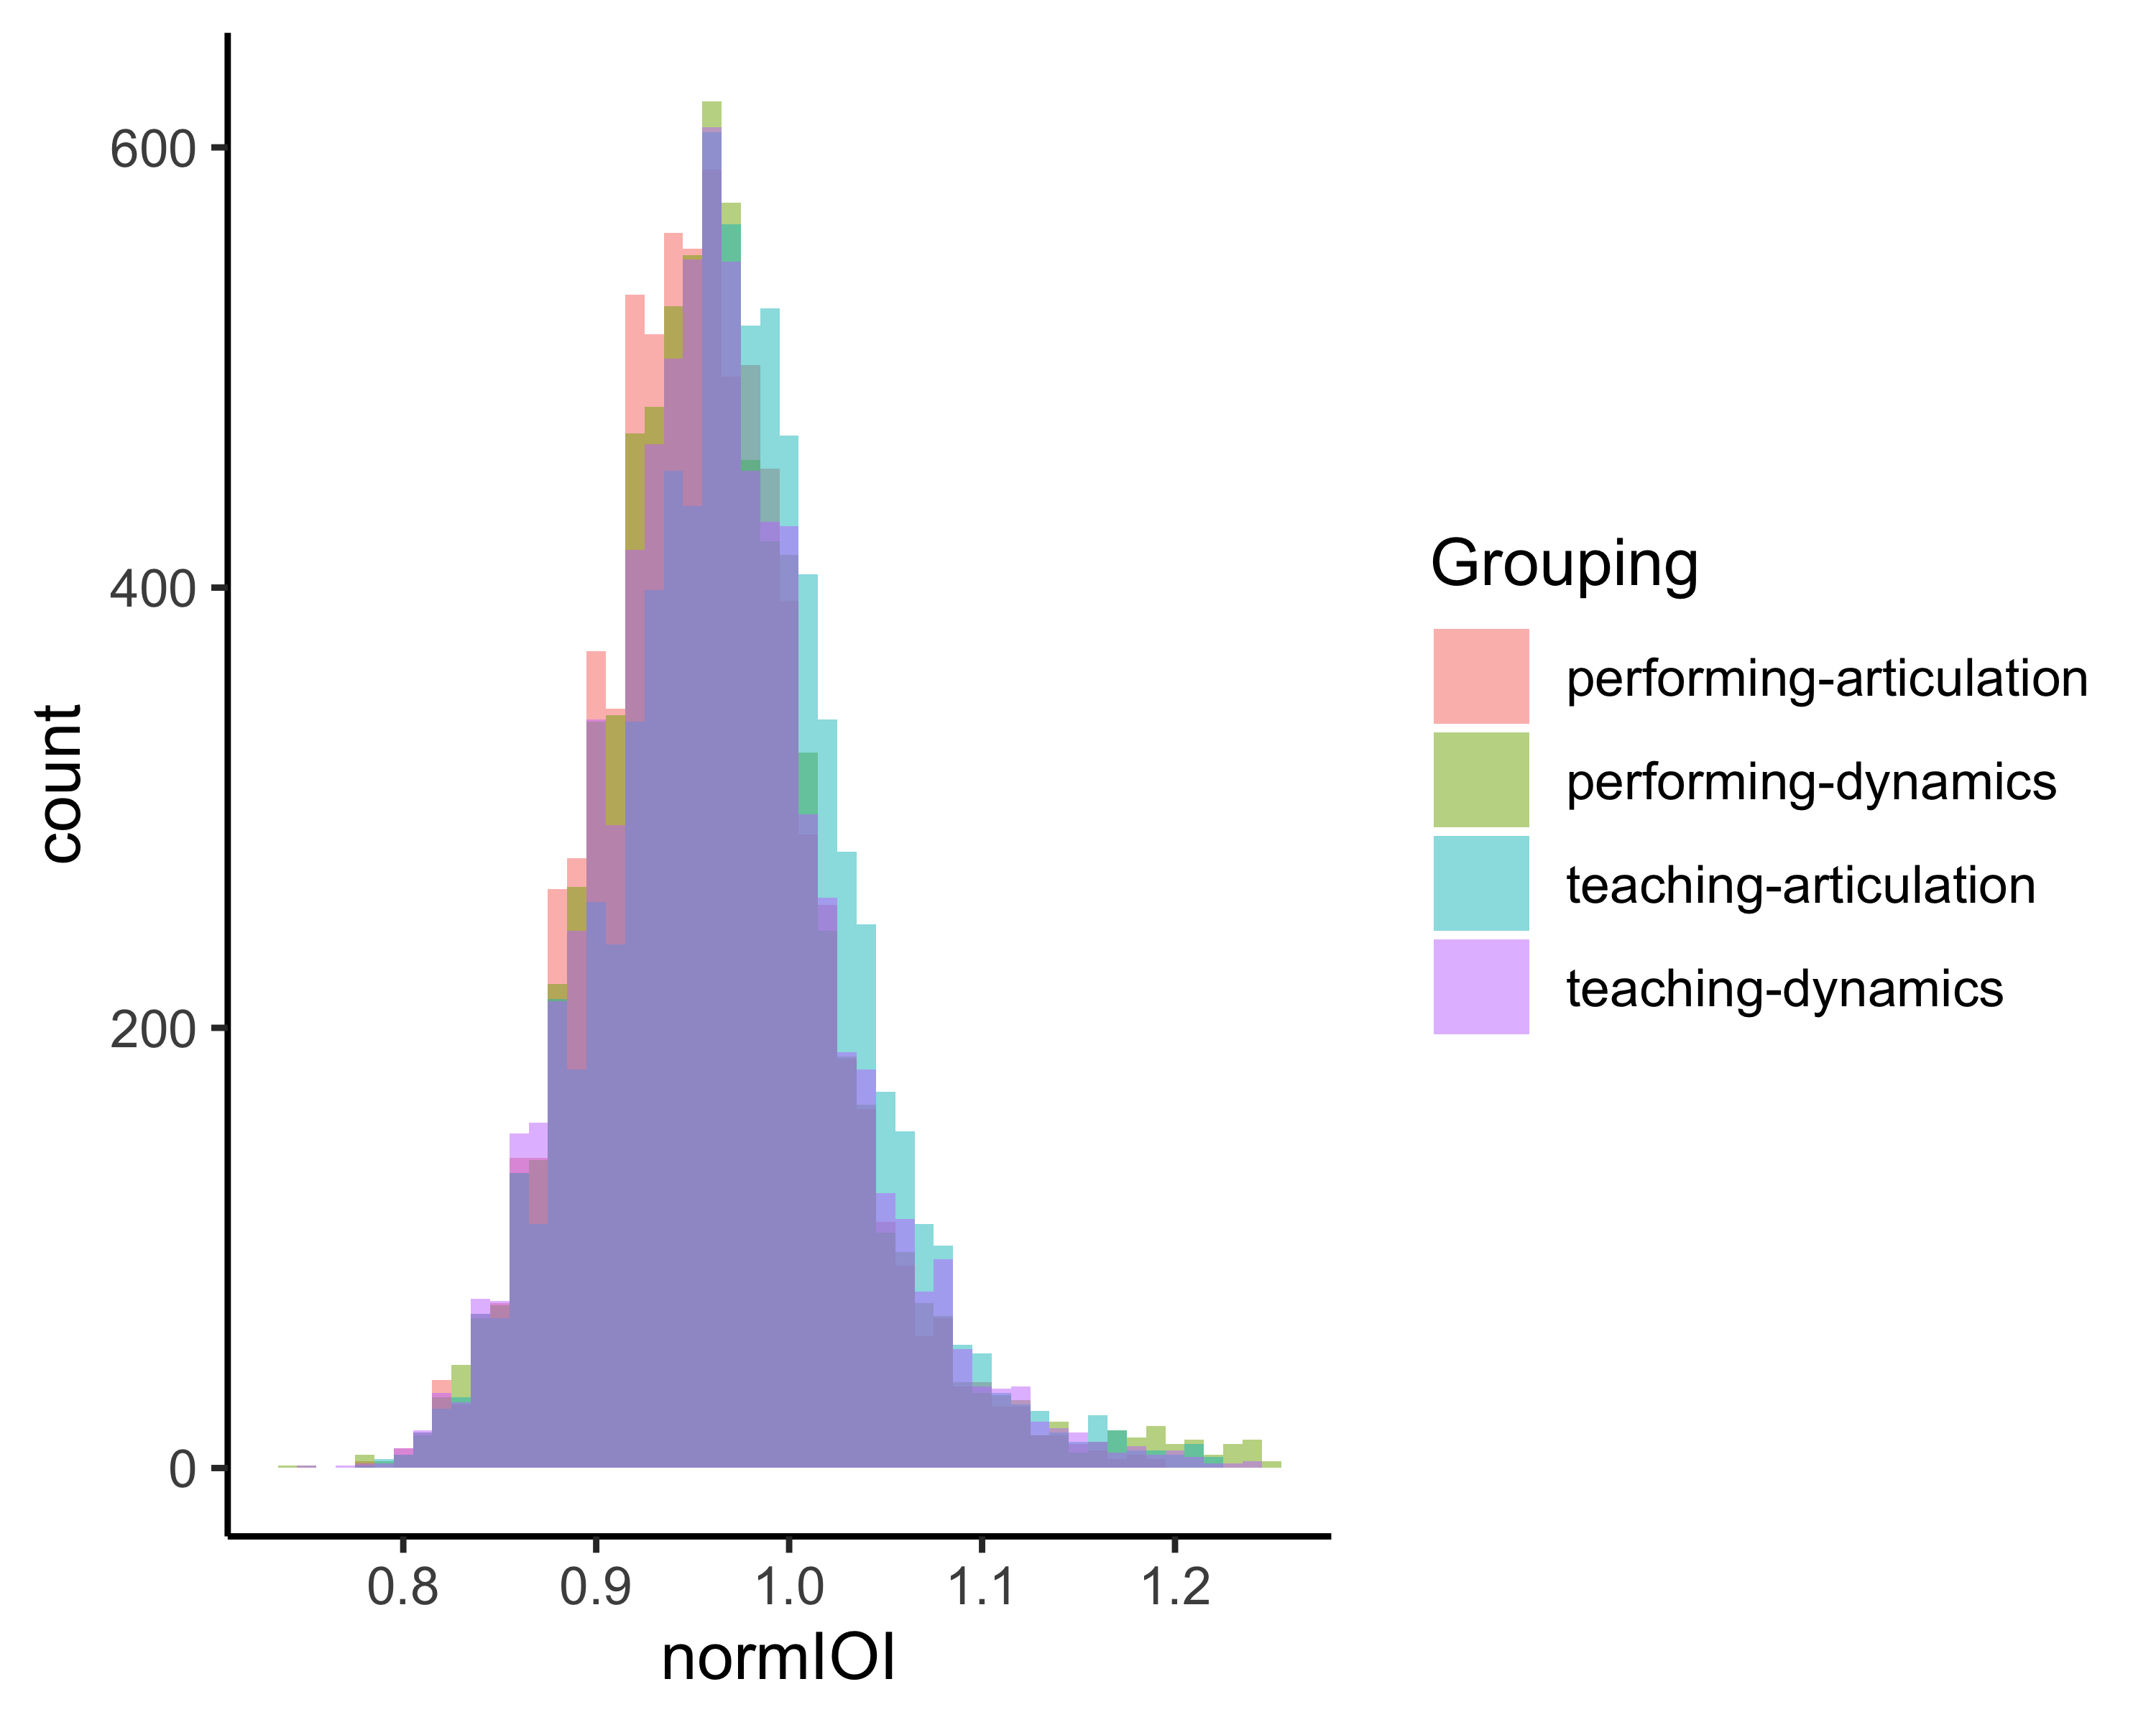 600
400
200
0
count
0.8 0.9 1.0 1.1 1.2
normIOI
Grouping
performing-articulation
performing-dynamics
teaching-articulation
teaching-dynamics